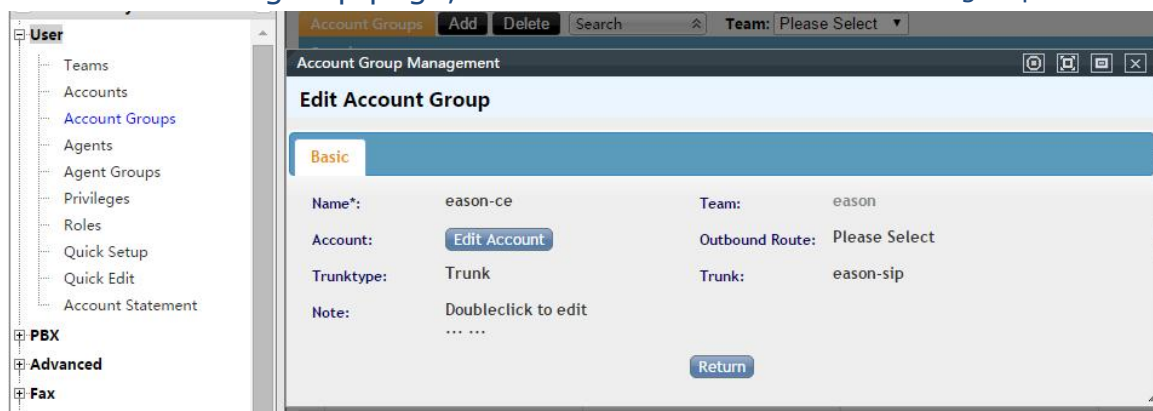 User
Teams
Accounts
Account Groups
Agents
Agent Groups
Privileges
Roles
Quick Setup
Quick Edit
Account Statement
PBX
Advanced
Fax
Account Groups Add Delete Search Team: Please Select
Account Group Management
Edit Account Group
Basic
Name*: eason-ce Team: eason
Account: Edit Account Outbound Route: Please Select
Trunktype: Trunk Trunk: eason-sip
Note: Doubleclick to edit
... ...
Return